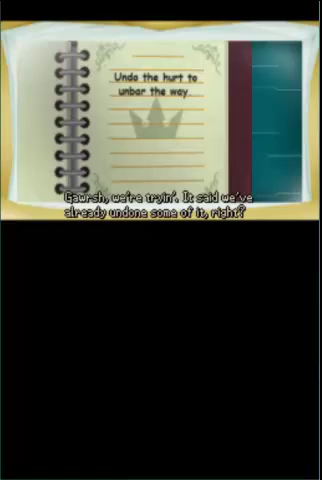 Undo the hurt to
unbar the way.
Gawrsh, we're tryin'. It said we've
already undone some of it, right?